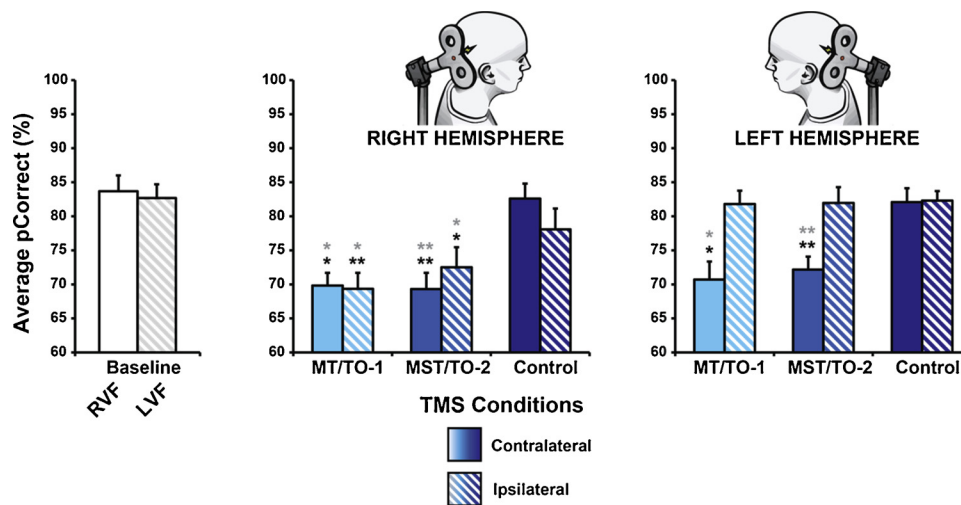 Average pCorrect (%)
100
95
90
85
80
75
70
65
60
Baseline
RVF
LVF
RIGHT HEMISPHERE
100
95
90
85
80
75
70
65
60
*
*
*
**
**
**
*
*
MT/TO-1
MST/TO-2
Control
LEFT HEMISPHERE
100
95
90
85
80
75
70
65
60
*
*
**
**
MT/TO-1
MST/TO-2
Control
TMS Conditions
Contralateral
Ipsilateral